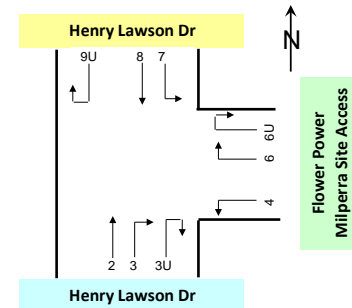 Henry Lawson Dr
N
9U 8 7
6U
6
4
Flower Power
Milperra Site Access
2 3 3U
Henry Lawson Dr